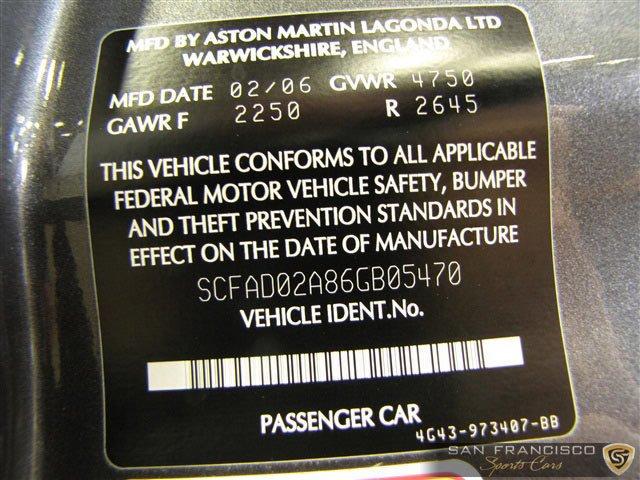 MFD BY ASTON MARTIN LAGONDA LTD
WARWICKSHIRE, ENGLAND
MFD DATE 02/06 GVWR 4750
GAWR F 2250 R 2645
THIS VEHICLE CONFORMS TO ALL APPLICABLE
FEDERAL MOTOR VEHICLE SAFETY, BUMPER
AND THEFT PREVENTION STANDARDS IN
EFFECT ON THE DATE OF MANUFACTURE
SCFAD02A86GB05470
VEHICLE IDENT.No.
PASSENGER CAR
4G43-973407-BB
SAN FRANCISCO
Sports Cars